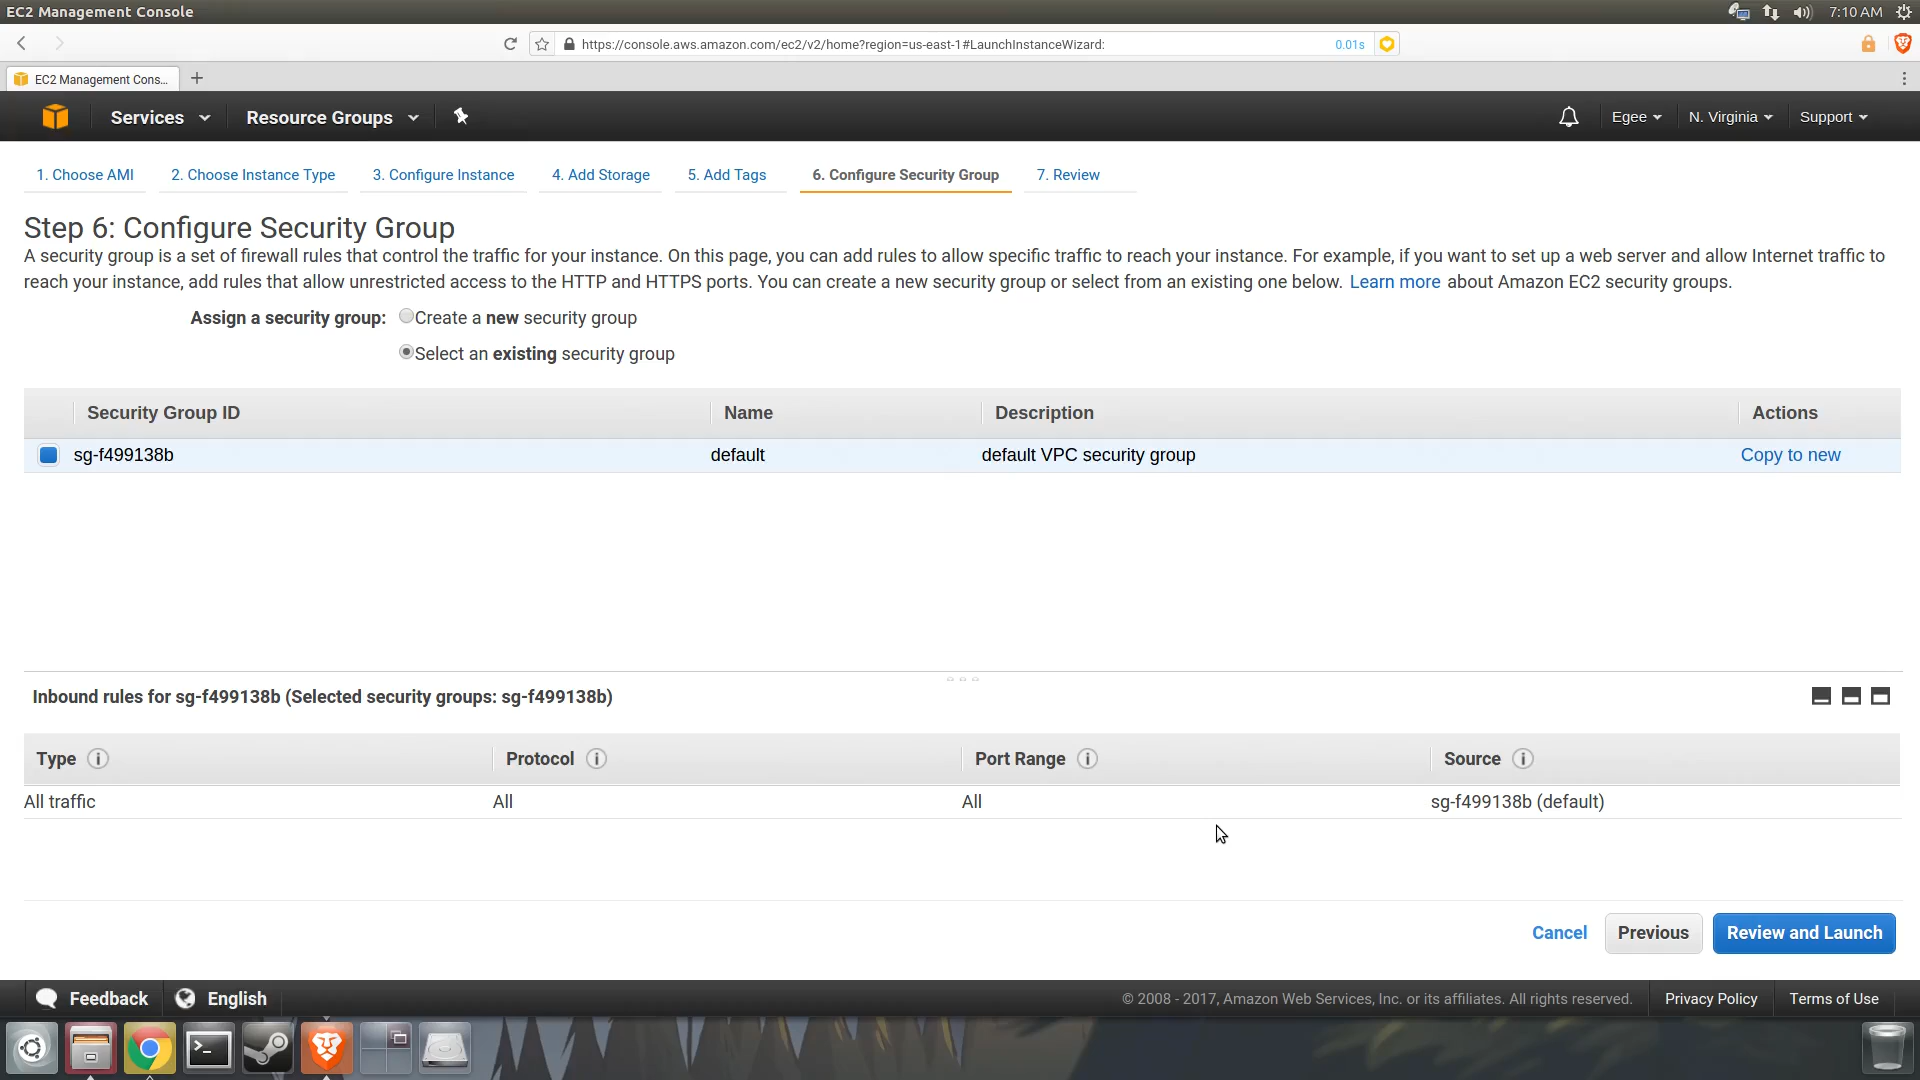 EC2 Management Console
7:10 AM
https://console.aws.amazon.com/ec2/v2/home?region=us-east-1#LaunchInstanceWizard:
0.01s
EC2 Management Cons...
Services
Resource Groups
Egee
N. Virginia
Support
1. Choose AMI
2. Choose Instance Type
3. Configure Instance
4. Add Storage
5. Add Tags
6. Configure Security Group
7. Review
Step 6: Configure Security Group
A security group is a set of firewall rules that control the traffic for your instance. On this page, you can add rules to allow specific traffic to reach your instance. For example, if you want to set up a web server and allow Internet traffic to
reach your instance, add rules that allow unrestricted access to the HTTP and HTTPS ports. You can create a new security group or select from an existing one below. Learn more about Amazon EC2 security groups.
Assign a security group:
Create a new security group
Select an existing security group
Security Group ID
Name
Description
Actions
sg-f499138b
default
default VPC security group
Copy to new
Inbound rules for sg-f499138b (Selected security groups: sg-f499138b)
Type
Protocol
Port Range
Source
All traffic
All
All
sg-f499138b (default)
Cancel
Previous
Review and Launch
Feedback
English
© 2008 - 2017, Amazon Web Services, Inc. or its affiliates. All rights reserved.
Privacy Policy
Terms of Use